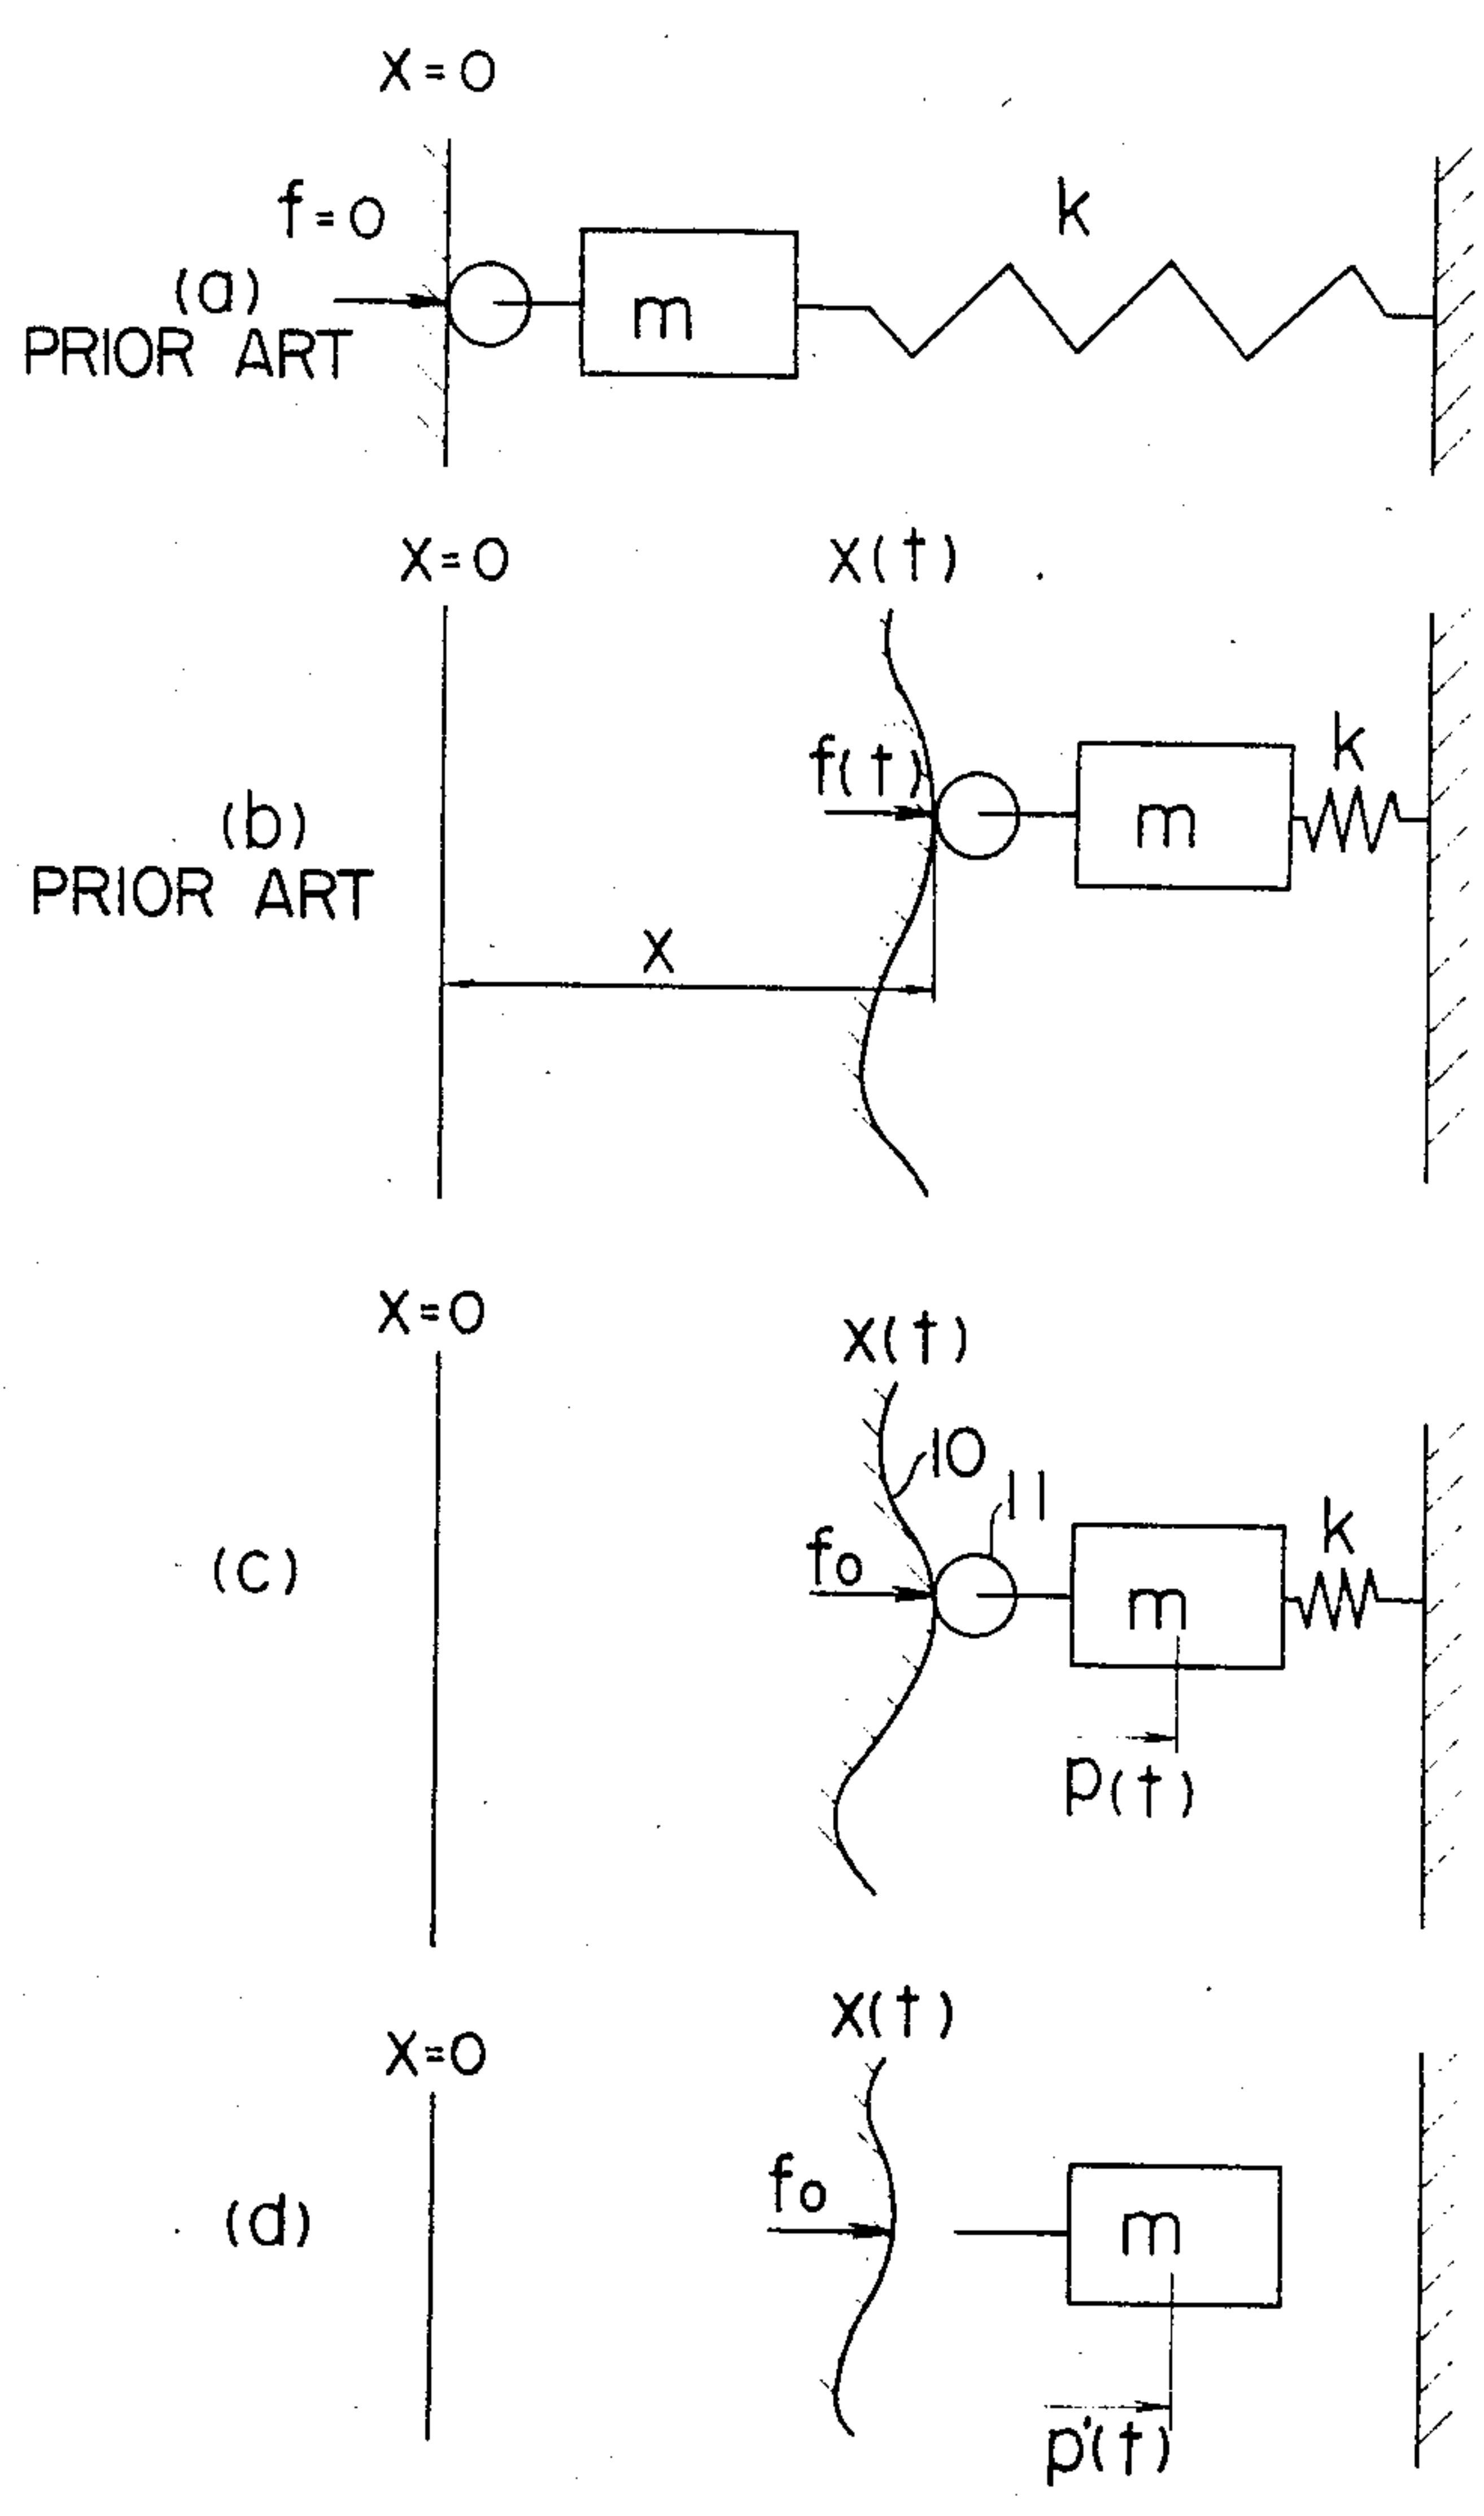 X=0
f=0
k
(a)
m
PRIOR ART
X=0
X(t)
f(t)
k
(b)
m
PRIOR ART
X
X=0
X(t)
10
11
fo
k
(c)
m
p(t)
X=0
X(t)
fo
(d)
m
p'(t)